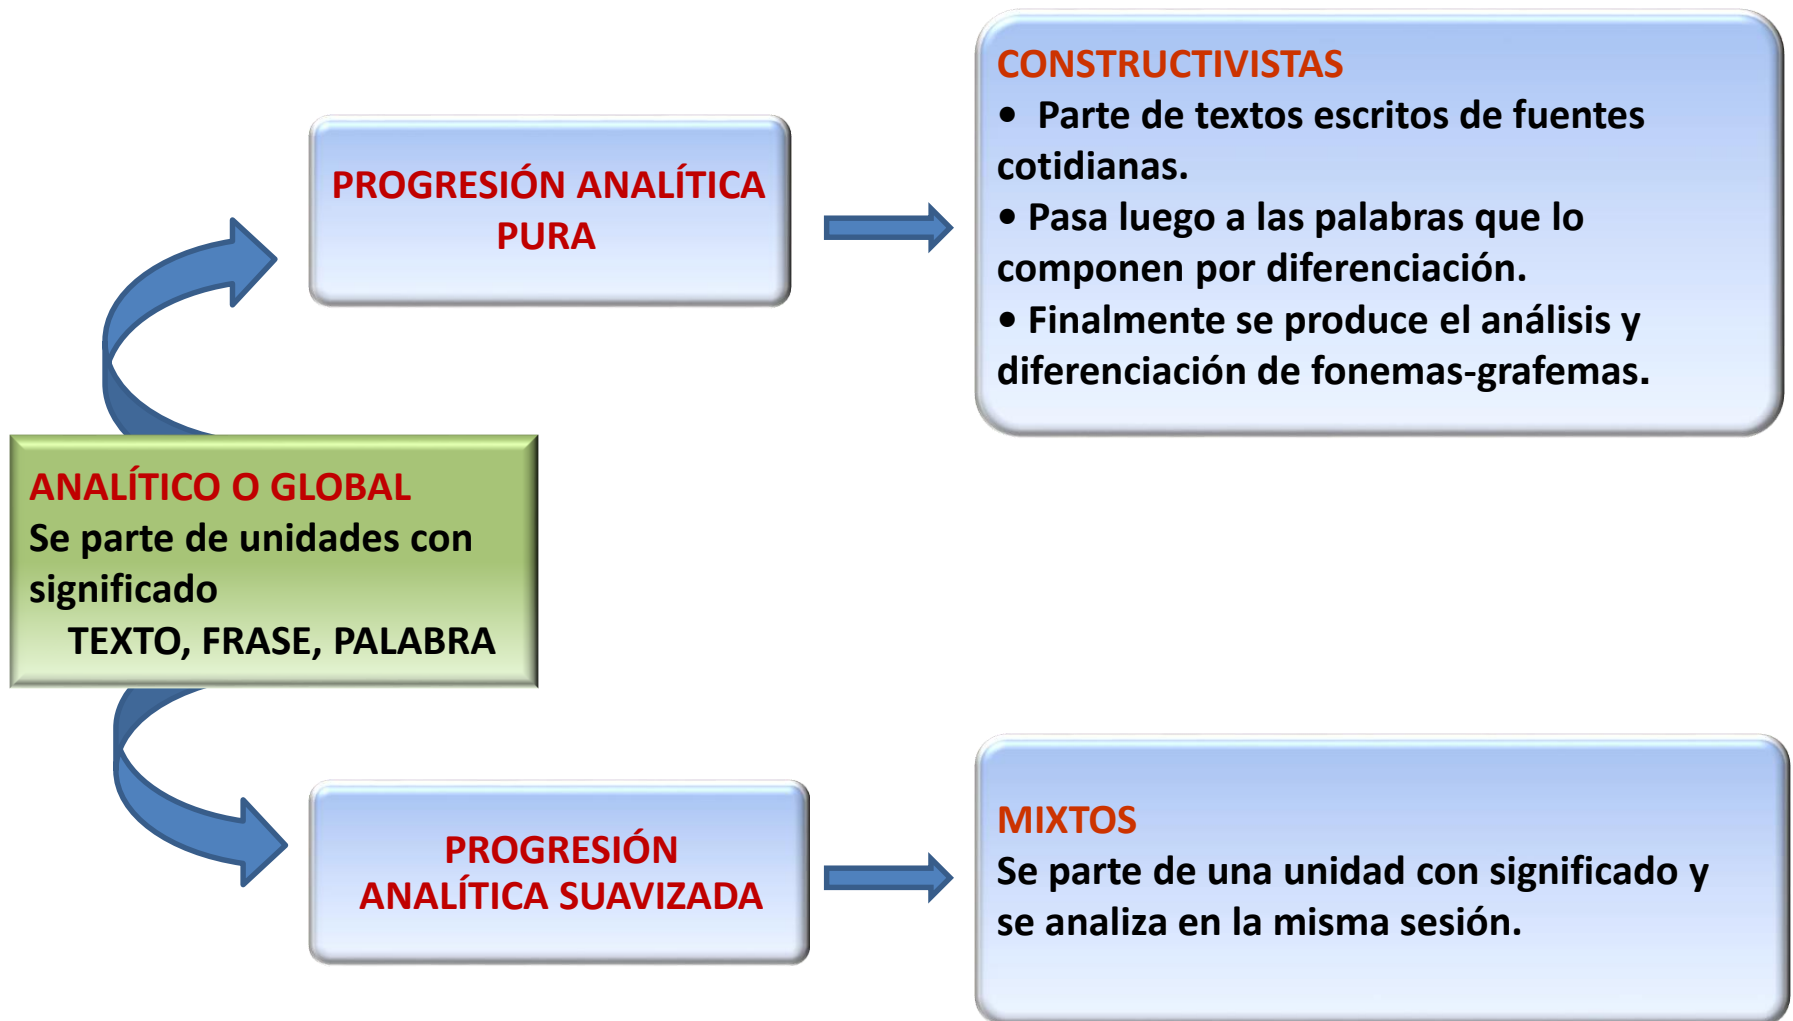 PROGRESIÓN ANALÍTICA
PURA
CONSTRUCTIVISTAS
• Parte de textos escritos de fuentes
cotidianas.
• Pasa luego a las palabras que lo
componen por diferenciación.
• Finalmente se produce el análisis y
diferenciación de fonemas-grafemas.
ANALÍTICO O GLOBAL
Se parte de unidades con
significado
TEXTO, FRASE, PALABRA
PROGRESIÓN
ANALÍTICA SUAVIZADA
MIXTOS
Se parte de una unidad con significado y
se analiza en la misma sesión.